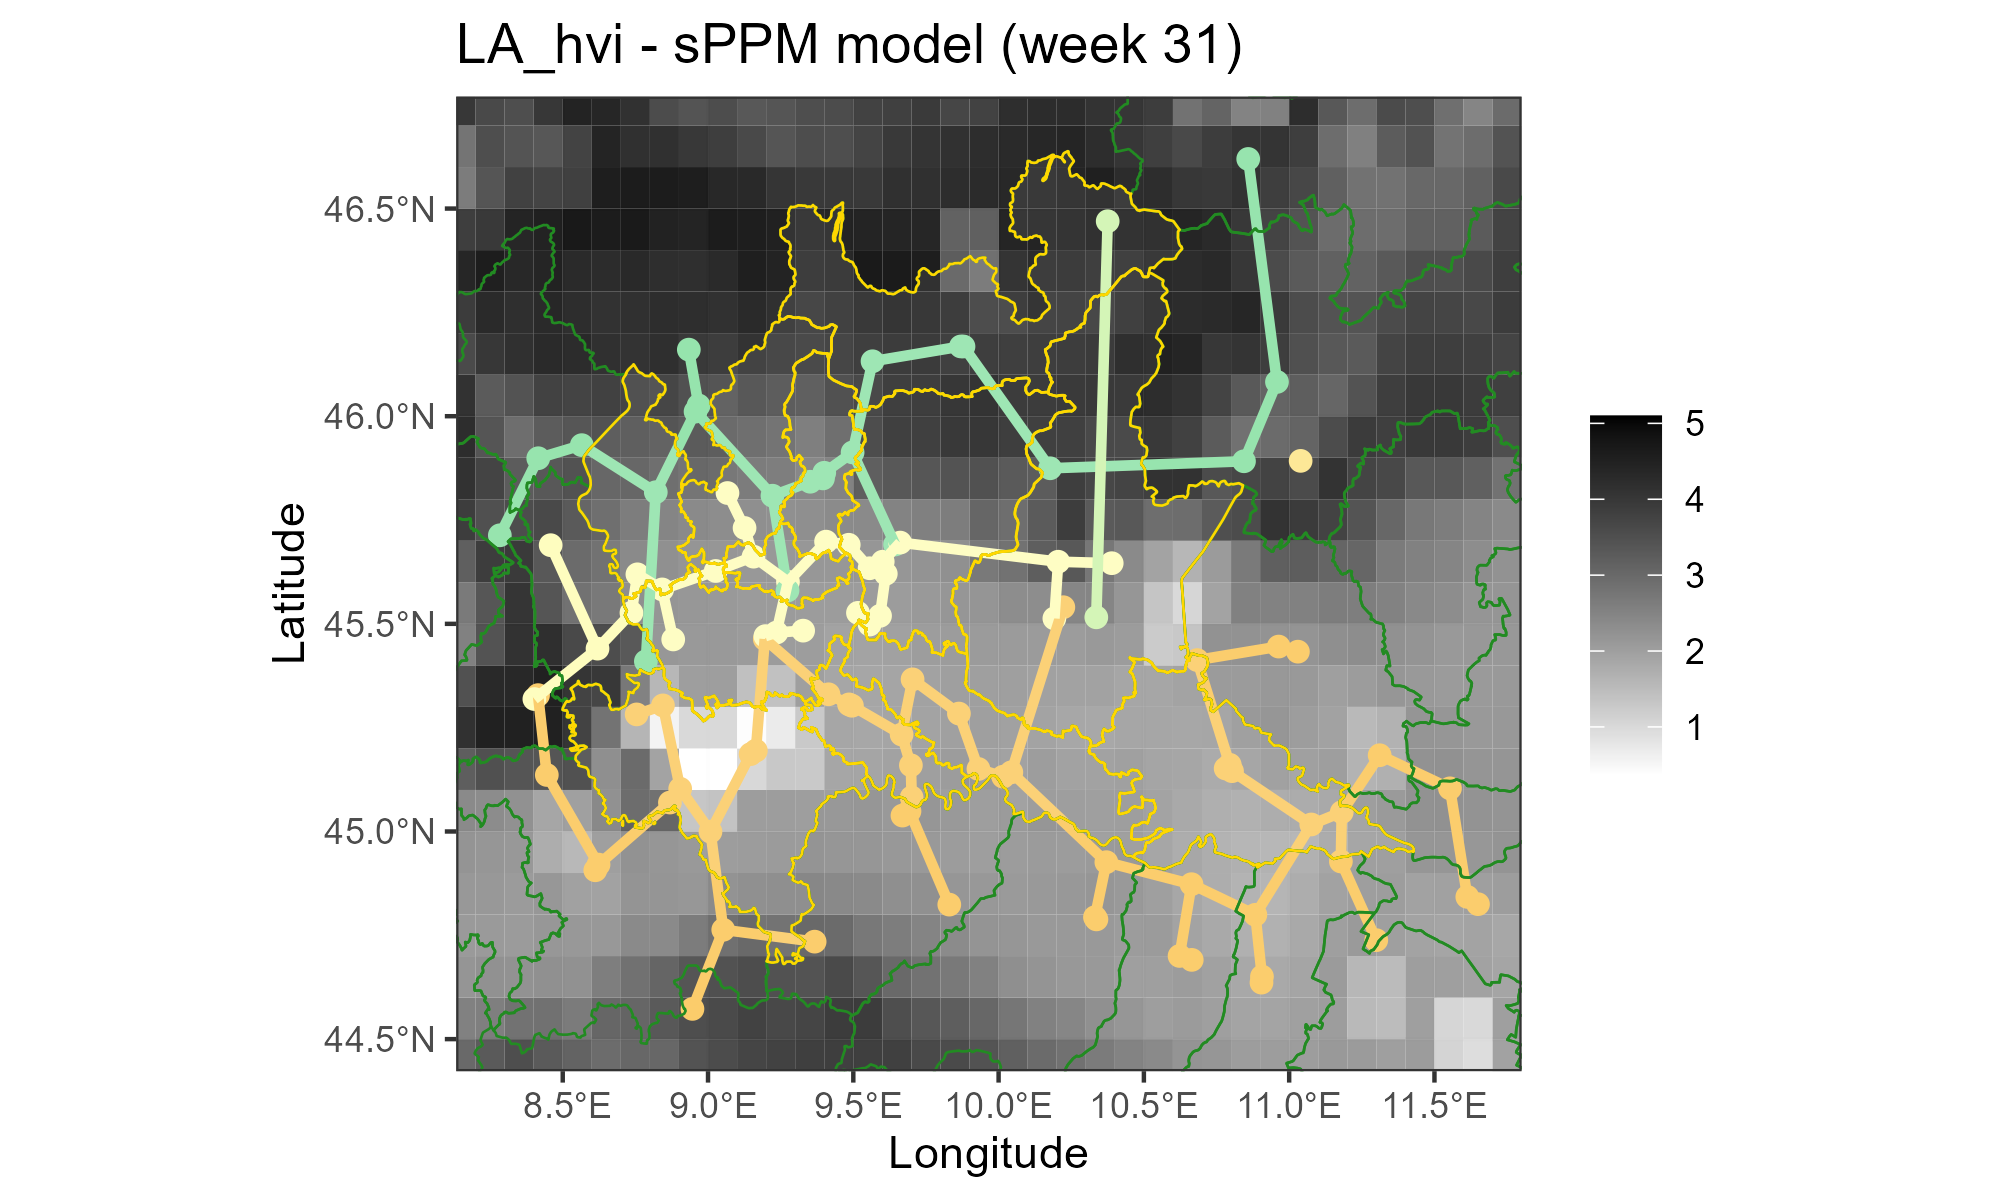 LA_hvi - sPPM model (week 31)
46.5°N
46.0°N
45.5°N
45.0°N
44.5°N
Latitude
8.5°E 9.0°E 9.5°E 10.0°E 10.5°E 11.0°E 11.5°E
Longitude
5
4
3
2
1